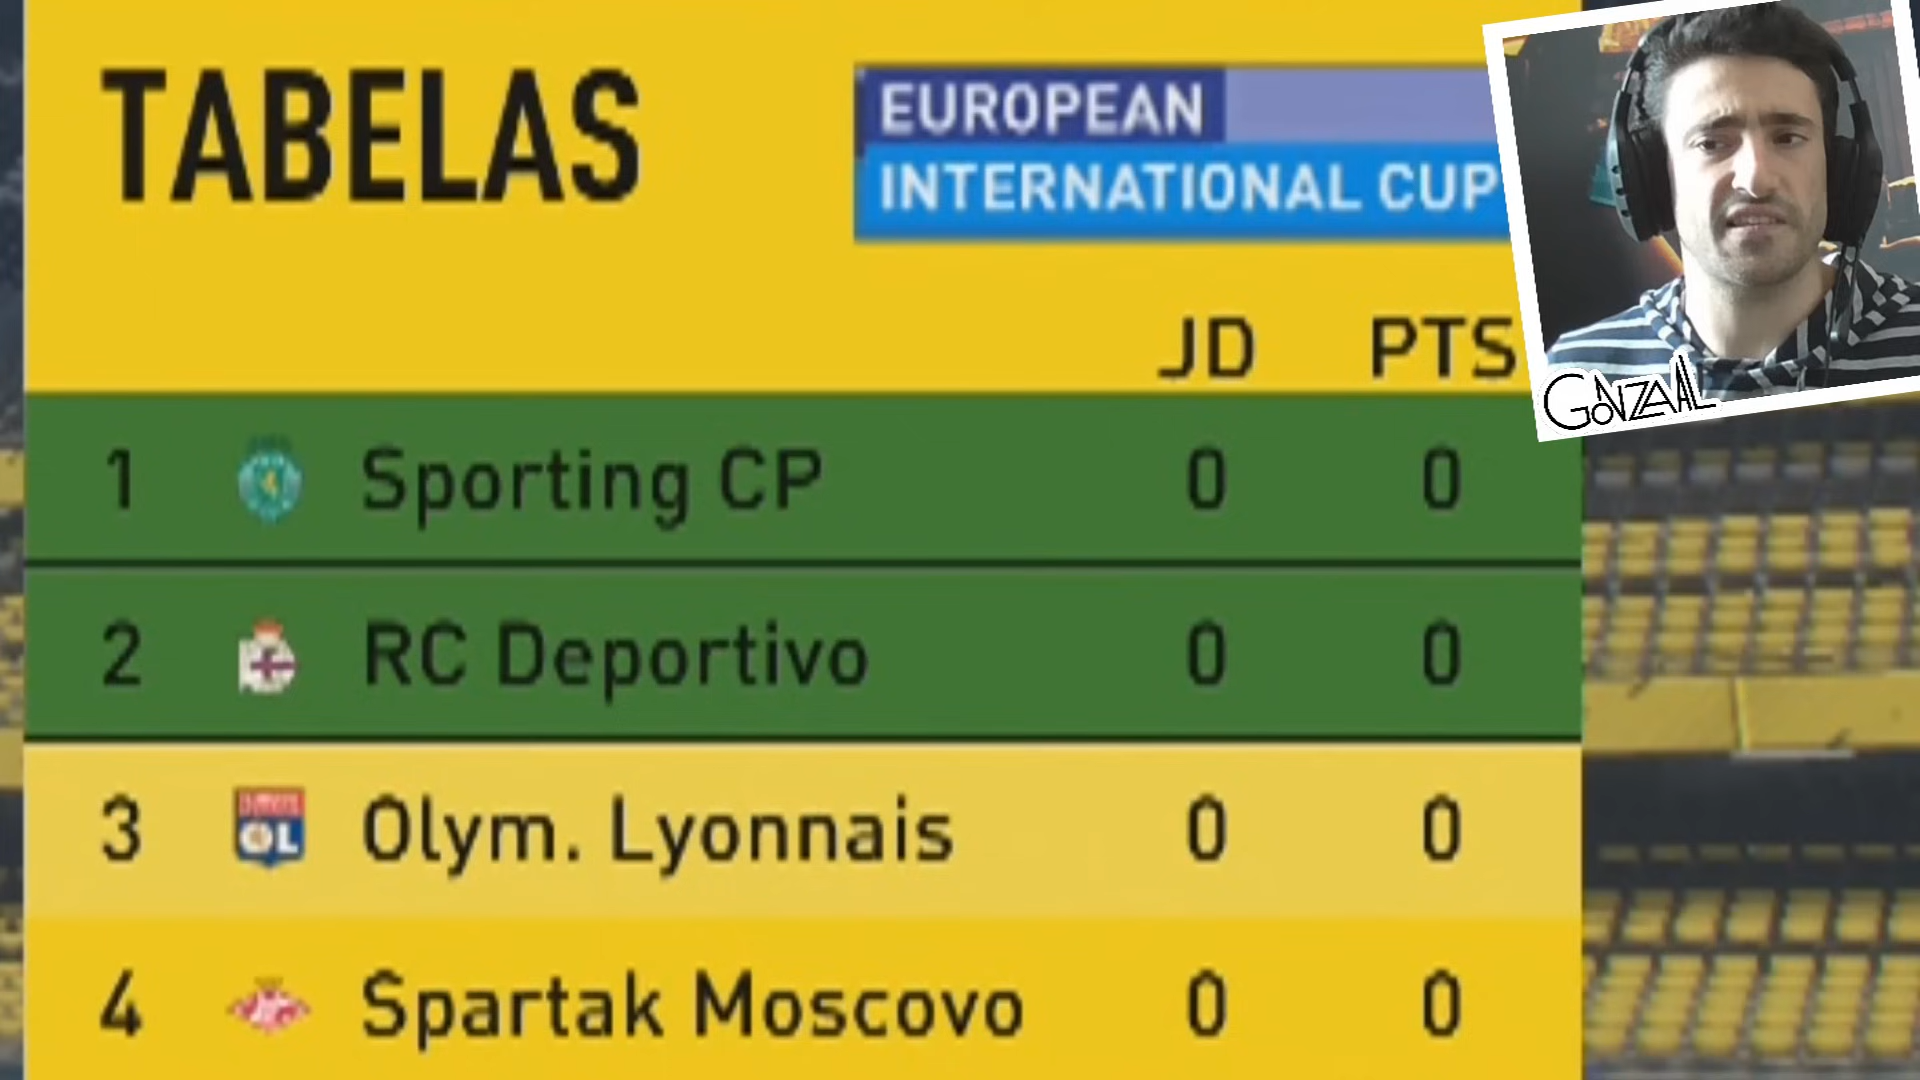 TABELAS
EUROPEAN
INTERNATIONAL CUP
JD PTS
1 Sporting CP 0 0
2 RC Deportivo 0 0
3 OL Olym. Lyonnais 0 0
4 Spartak Moscovo 0 0
GONZAAL